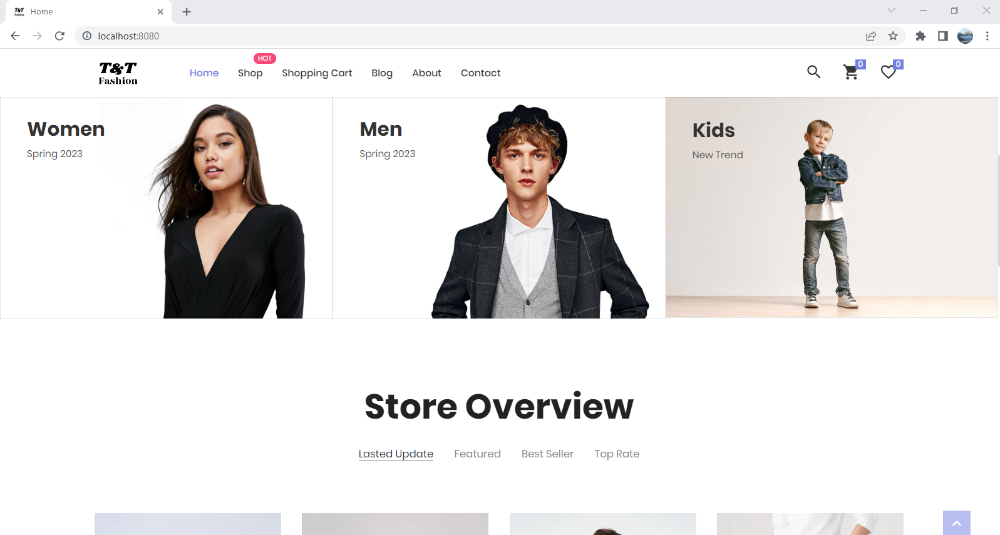 T&T Fashion Home
localhost:8080
T&T
Fashion
Home Shop HOT Shopping Cart Blog About Contact 0 0
Women
Spring 2023
Men
Spring 2023
Kids
New Trend
Store Overview
Lasted Update Featured Best Seller Top Rate